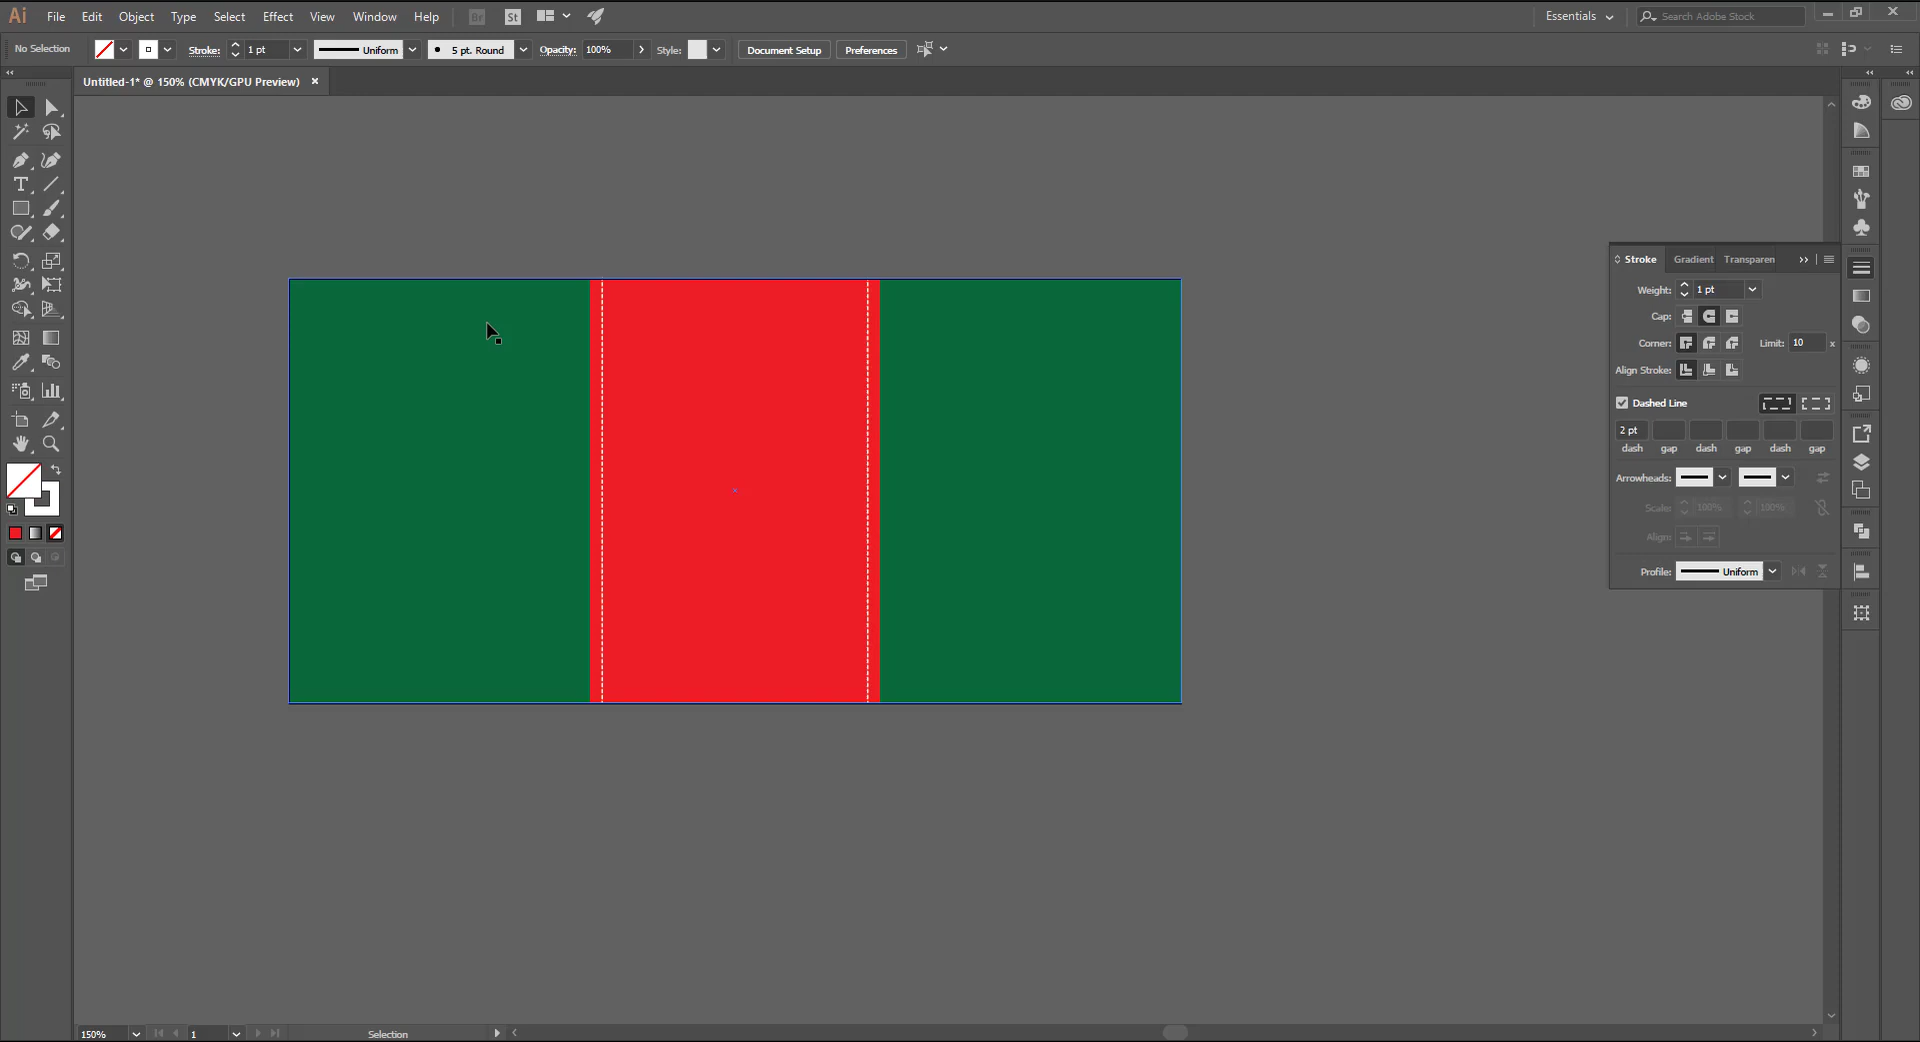 Ai File Edit Object Type Select Effect View Window Help Br St Essentials Search Adobe Stock
No Selection Stroke: 1 pt Uniform 5 pt. Round Opacity: 100% Style: Document Setup Preferences
Untitled-1* @ 150% (CMYK/GPU Preview)
Stroke Gradient Transparen
Weight: 1 pt
Cap:
Corner: Limit: 10 x
Align Stroke:
Dashed Line
2 pt
dash gap dash gap dash gap
Arrowheads:
Scale: 100% 100%
Align:
Profile: Uniform
150% 1 Selection